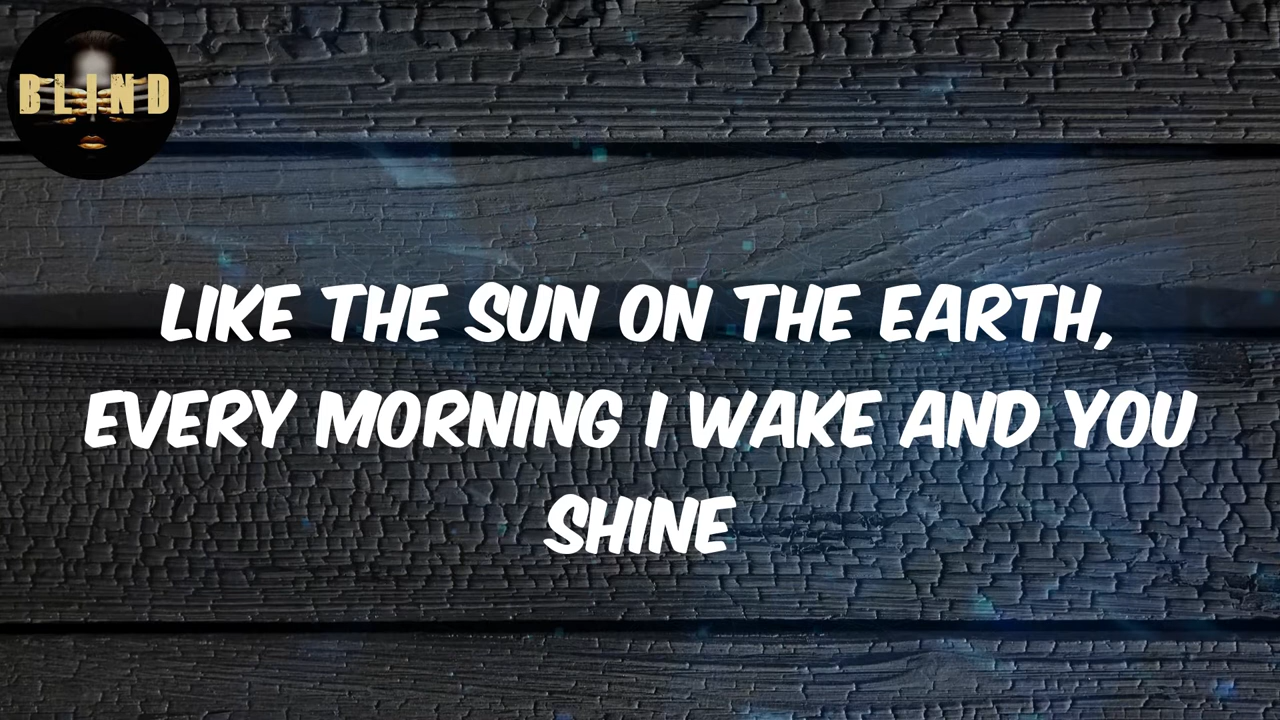 BLIND
LIKE THE SUN ON THE EARTH,
EVERY MORNING I WAKE AND YOU
SHINE